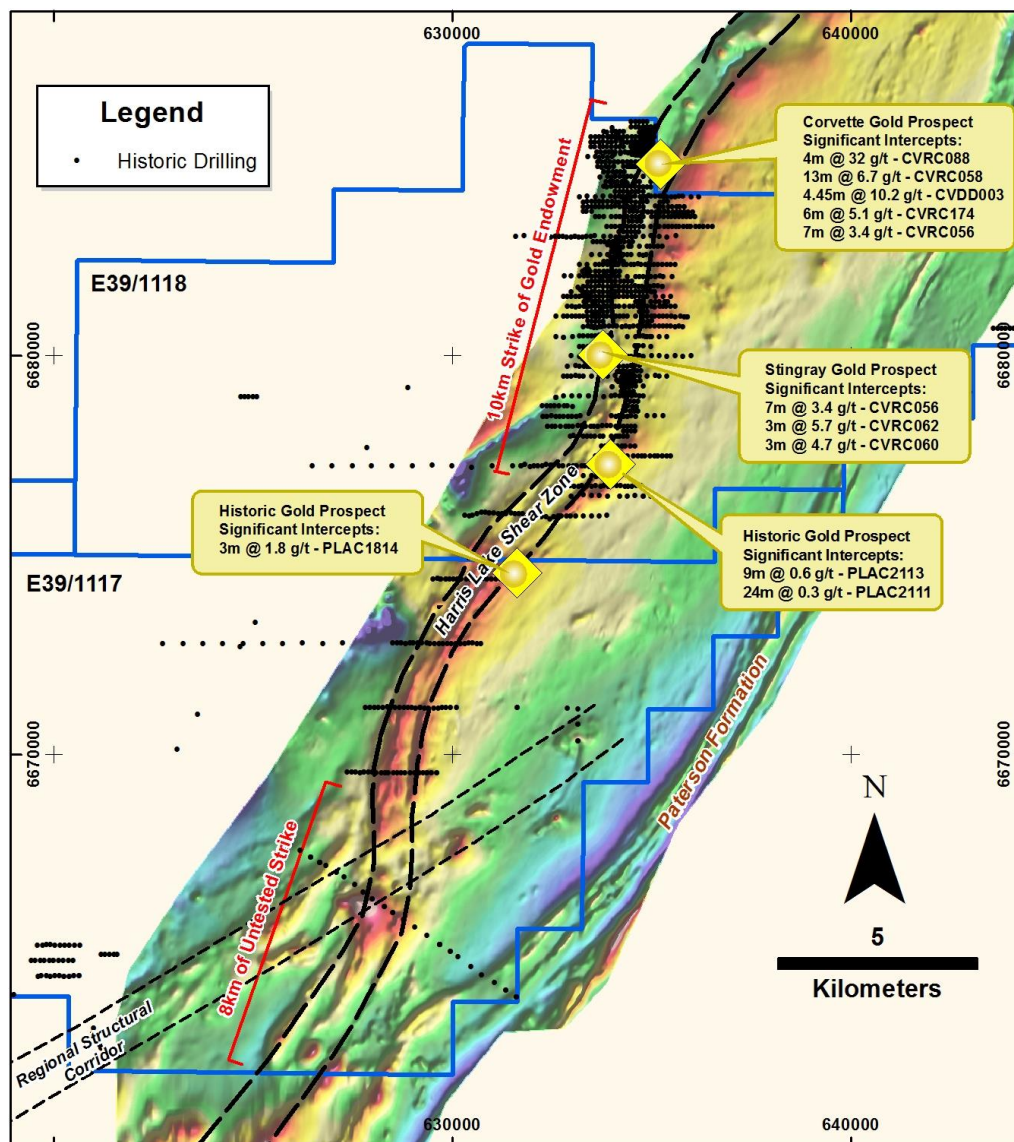 630000
640000
Legend
Historic Drilling
Corvette Gold Prospect
Significant Intercepts:
4m @ 32 g/t - CVRC088
13m @ 6.7 g/t - CVRC058
4.45m @ 10.2 g/t - CVDD003
6m @ 5.1 g/t - CVRC174
7m @ 3.4 g/t - CVRC056
10km Strike of Gold Endowment
E39/1118
6680000
6680000
Stingray Gold Prospect
Significant Intercepts:
7m @ 3.4 g/t - CVRC056
3m @ 5.7 g/t - CVRC062
3m @ 4.7 g/t - CVRC060
Historic Gold Prospect
Significant Intercepts:
3m @ 1.8 g/t - PLAC1814
Harris Lake Shear Zone
Historic Gold Prospect
Significant Intercepts:
9m @ 0.6 g/t - PLAC2113
24m @ 0.3 g/t - PLAC2111
E39/1117
Paterson Formation
6670000
6670000
N
8km of Untested Strike
5
Kilometers
Regional Structural
Corridor
630000
640000